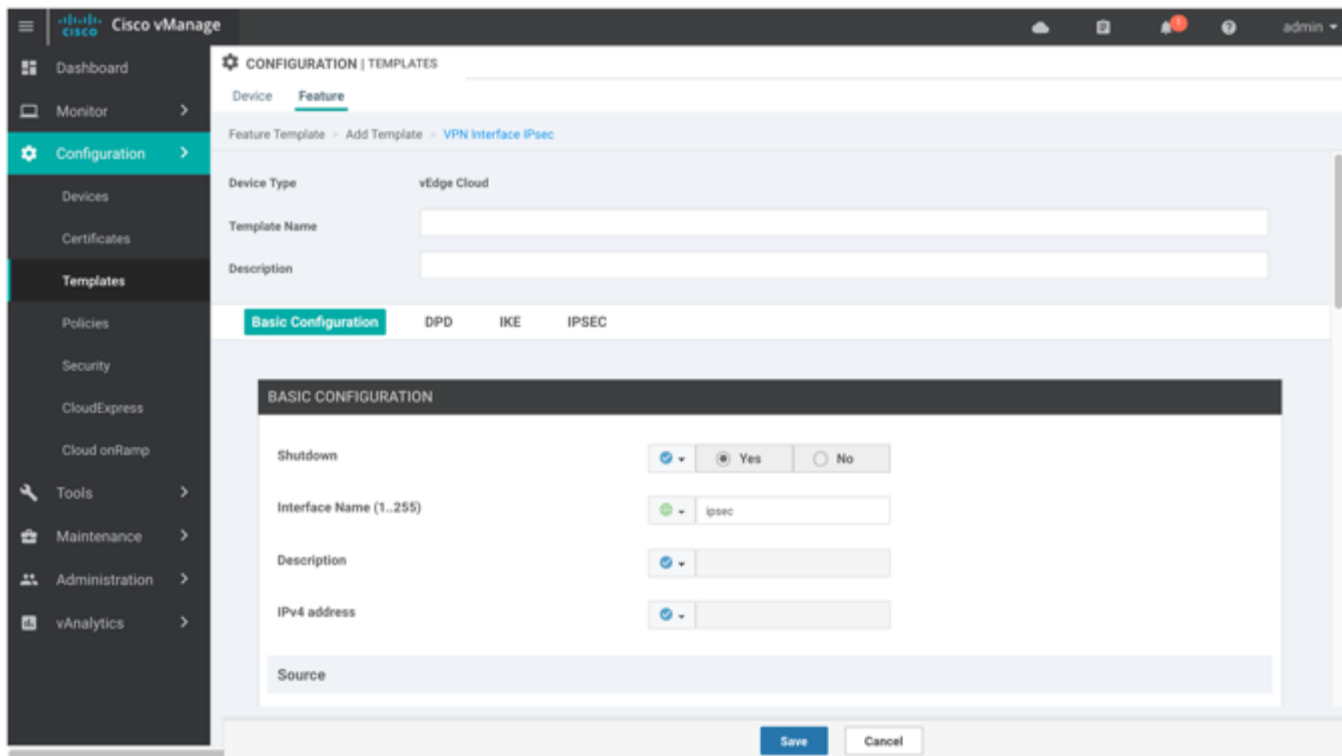 cisco Cisco vManage
1
admin
Dashboard
Monitor
Configuration
Devices
Certificates
Templates
Policies
Security
CloudExpress
Cloud onRamp
Tools
Maintenance
Administration
vAnalytics
CONFIGURATION | TEMPLATES
Device Feature
Feature Template > Add Template > VPN Interface IPsec
Device Type vEdge Cloud
Template Name
Description
Basic Configuration DPD IKE IPSEC
BASIC CONFIGURATION
Shutdown Yes No
Interface Name (1..255) ipsec
Description
IPv4 address
Source
Save Cancel